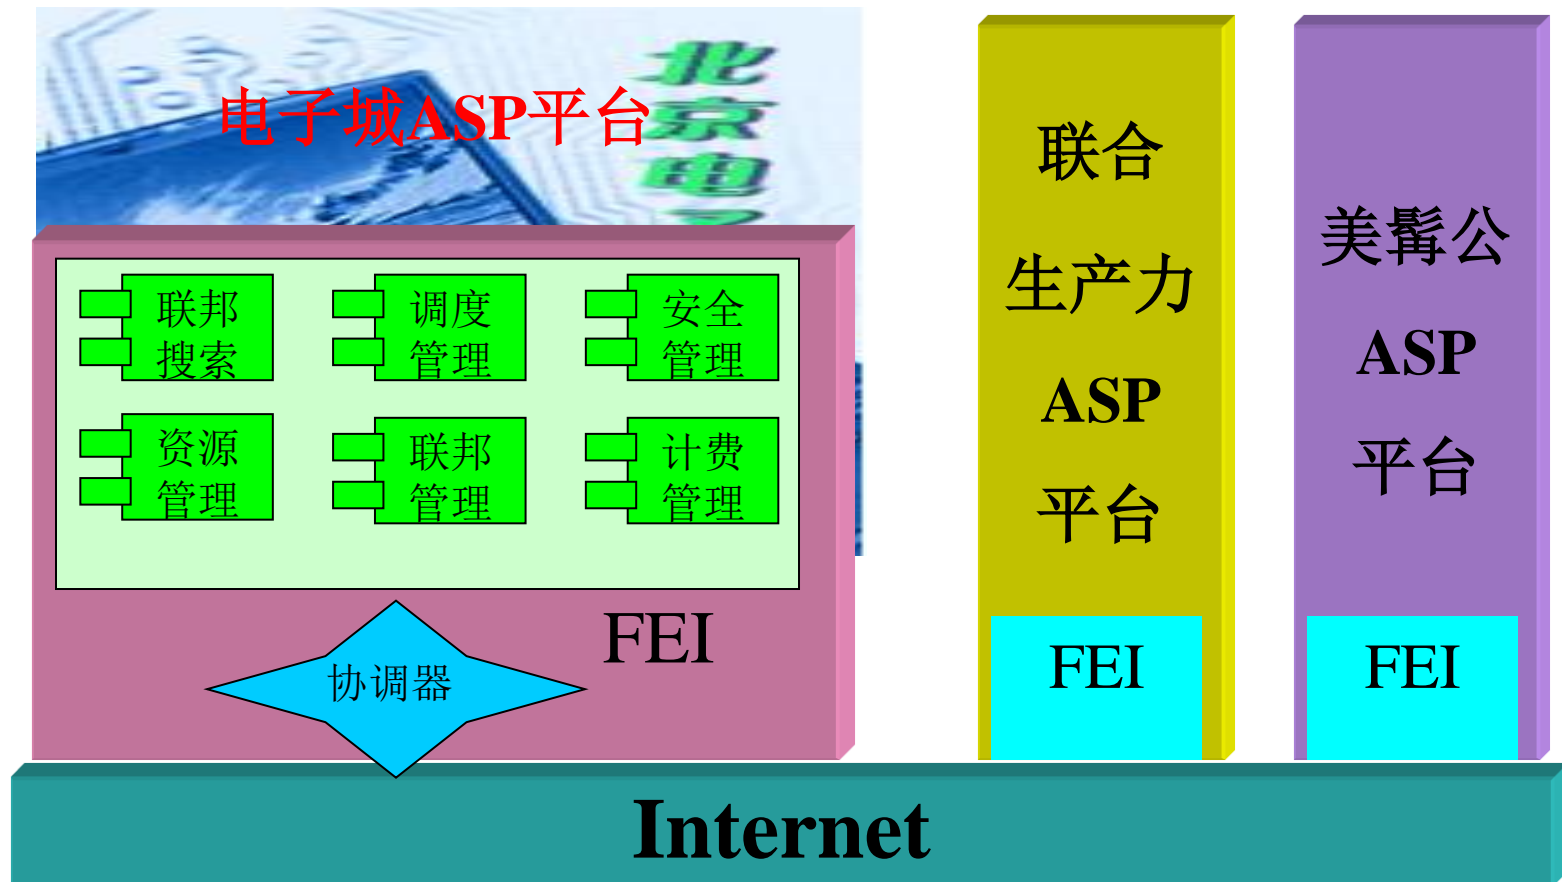 电子城ASP平台
北
京
电
联邦
搜索
调度
管理
安全
管理
资源
管理
联邦
管理
计费
管理
FEI
协调器
联合
生产力
ASP
平台
FEI
美髯公
ASP
平台
FEI
Internet